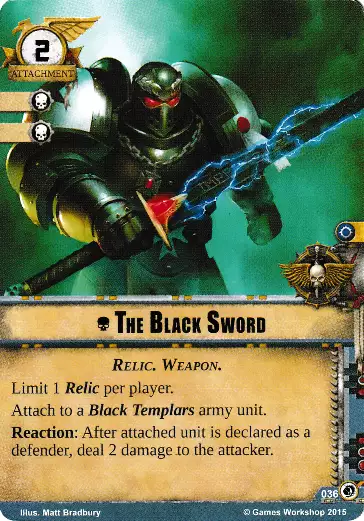 2
ATTACHMENT
THE BLACK SWORD
RELIC. WEAPON.
Limit 1 Relic per player.
Attach to a Black Templars army unit.
Reaction: After attached unit is declared as a
defender, deal 2 damage to the attacker.
036
Illus. Matt Bradbury
© Games Workshop 2015